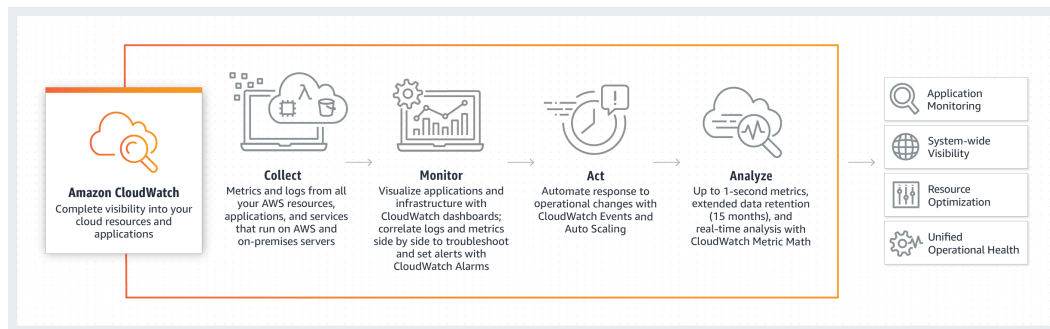 Amazon CloudWatch
Complete visibility into your
cloud resources and
applications
Collect
Metrics and logs from all
your AWS resources,
applications, and services
that run on AWS and
on-premises servers
Monitor
Visualize applications and
infrastructure with
CloudWatch dashboards;
correlate logs and metrics
side by side to troubleshoot
and set alerts with
CloudWatch Alarms
Act
Automate response to
operational changes with
CloudWatch Events and
Auto Scaling
Analyze
Up to 1-second metrics,
extended data retention
(15 months), and
real-time analysis with
CloudWatch Metric Math
Application
Monitoring
System-wide
Visibility
Resource
Optimization
Unified
Operational Health